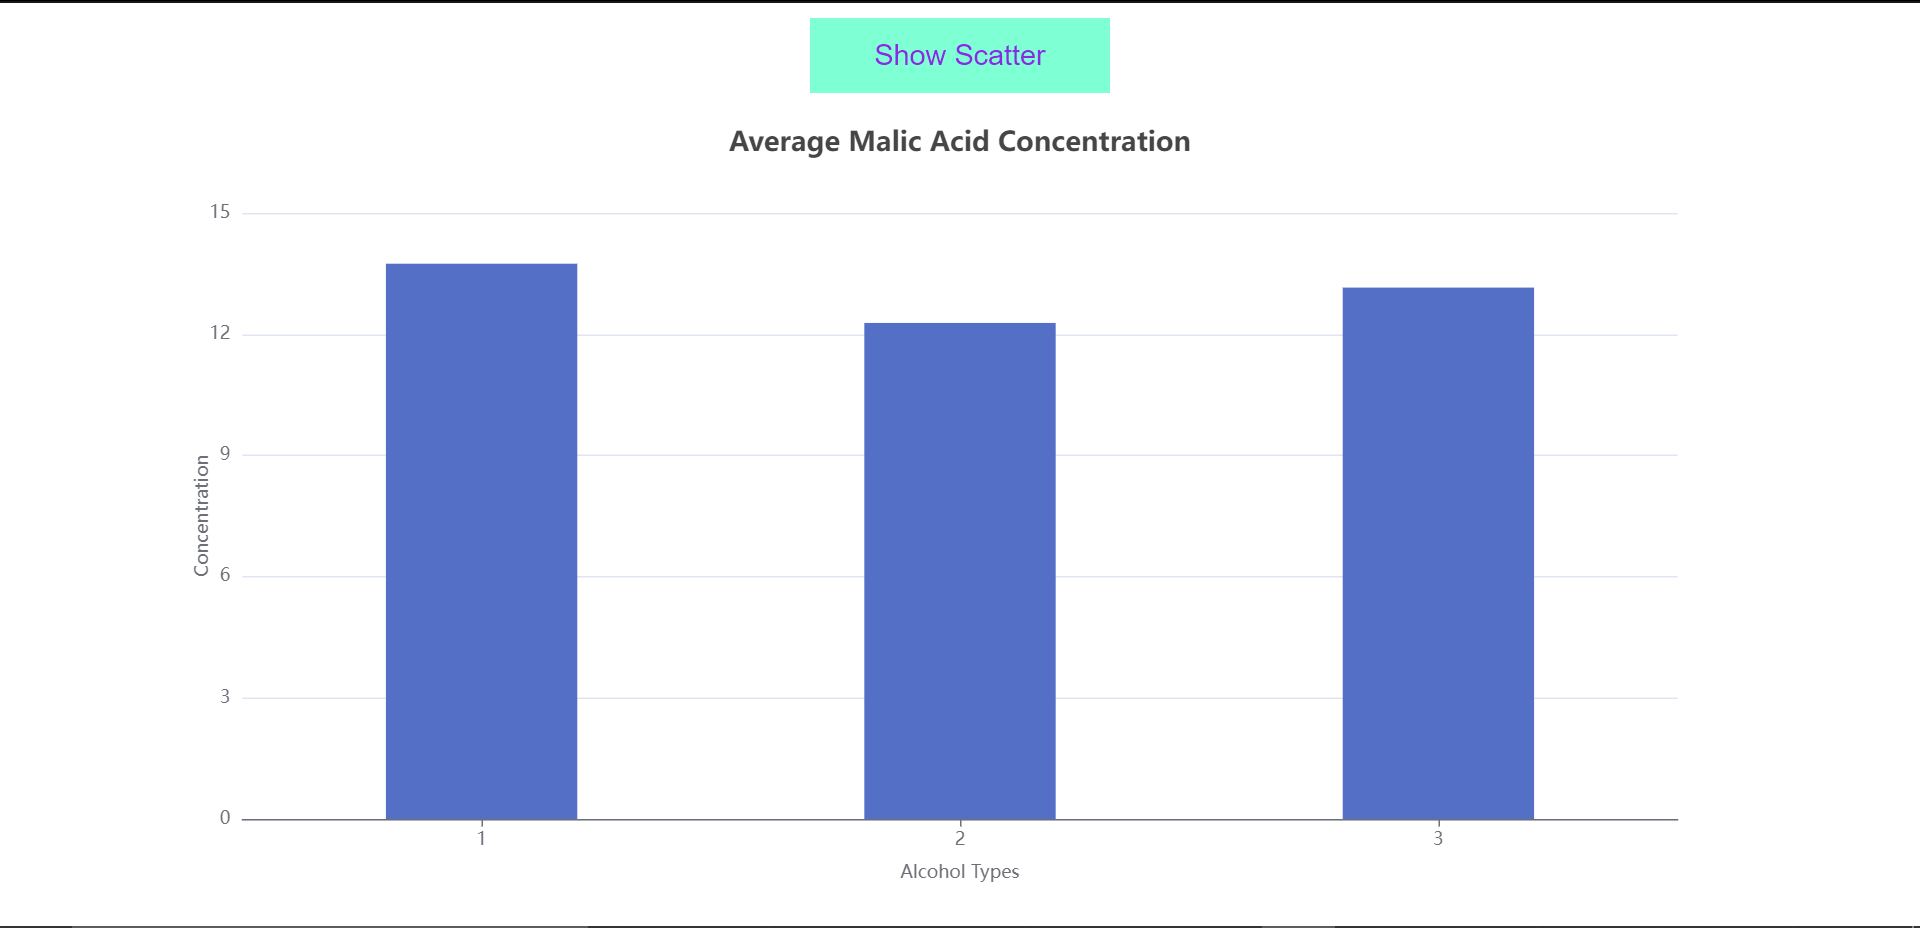 Show Scatter
Average Malic Acid Concentration
15
12
9
6
3
0
Concentration
1 2 3
Alcohol Types